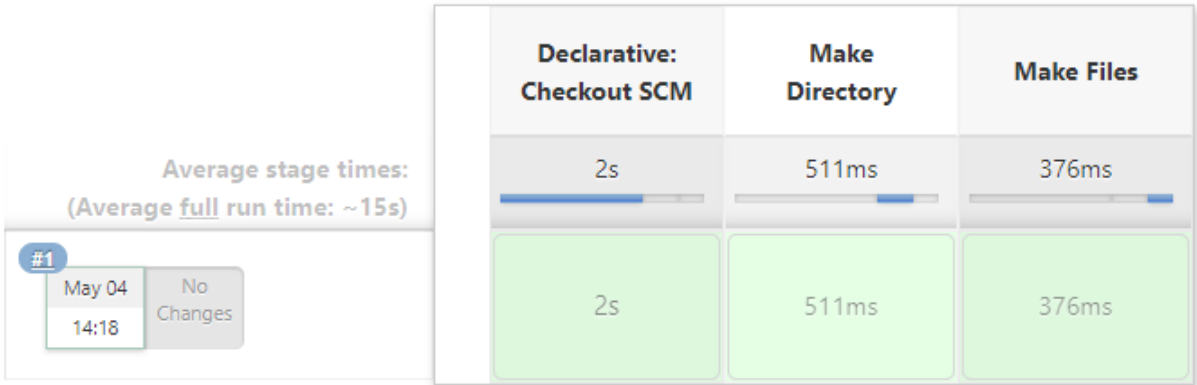 Declarative:
Checkout SCM
Make
Directory
Make Files
Average stage times:
(Average full run time: ~15s)
2s
511ms
376ms
#1
May 04
14:18
No
Changes
2s
511ms
376ms